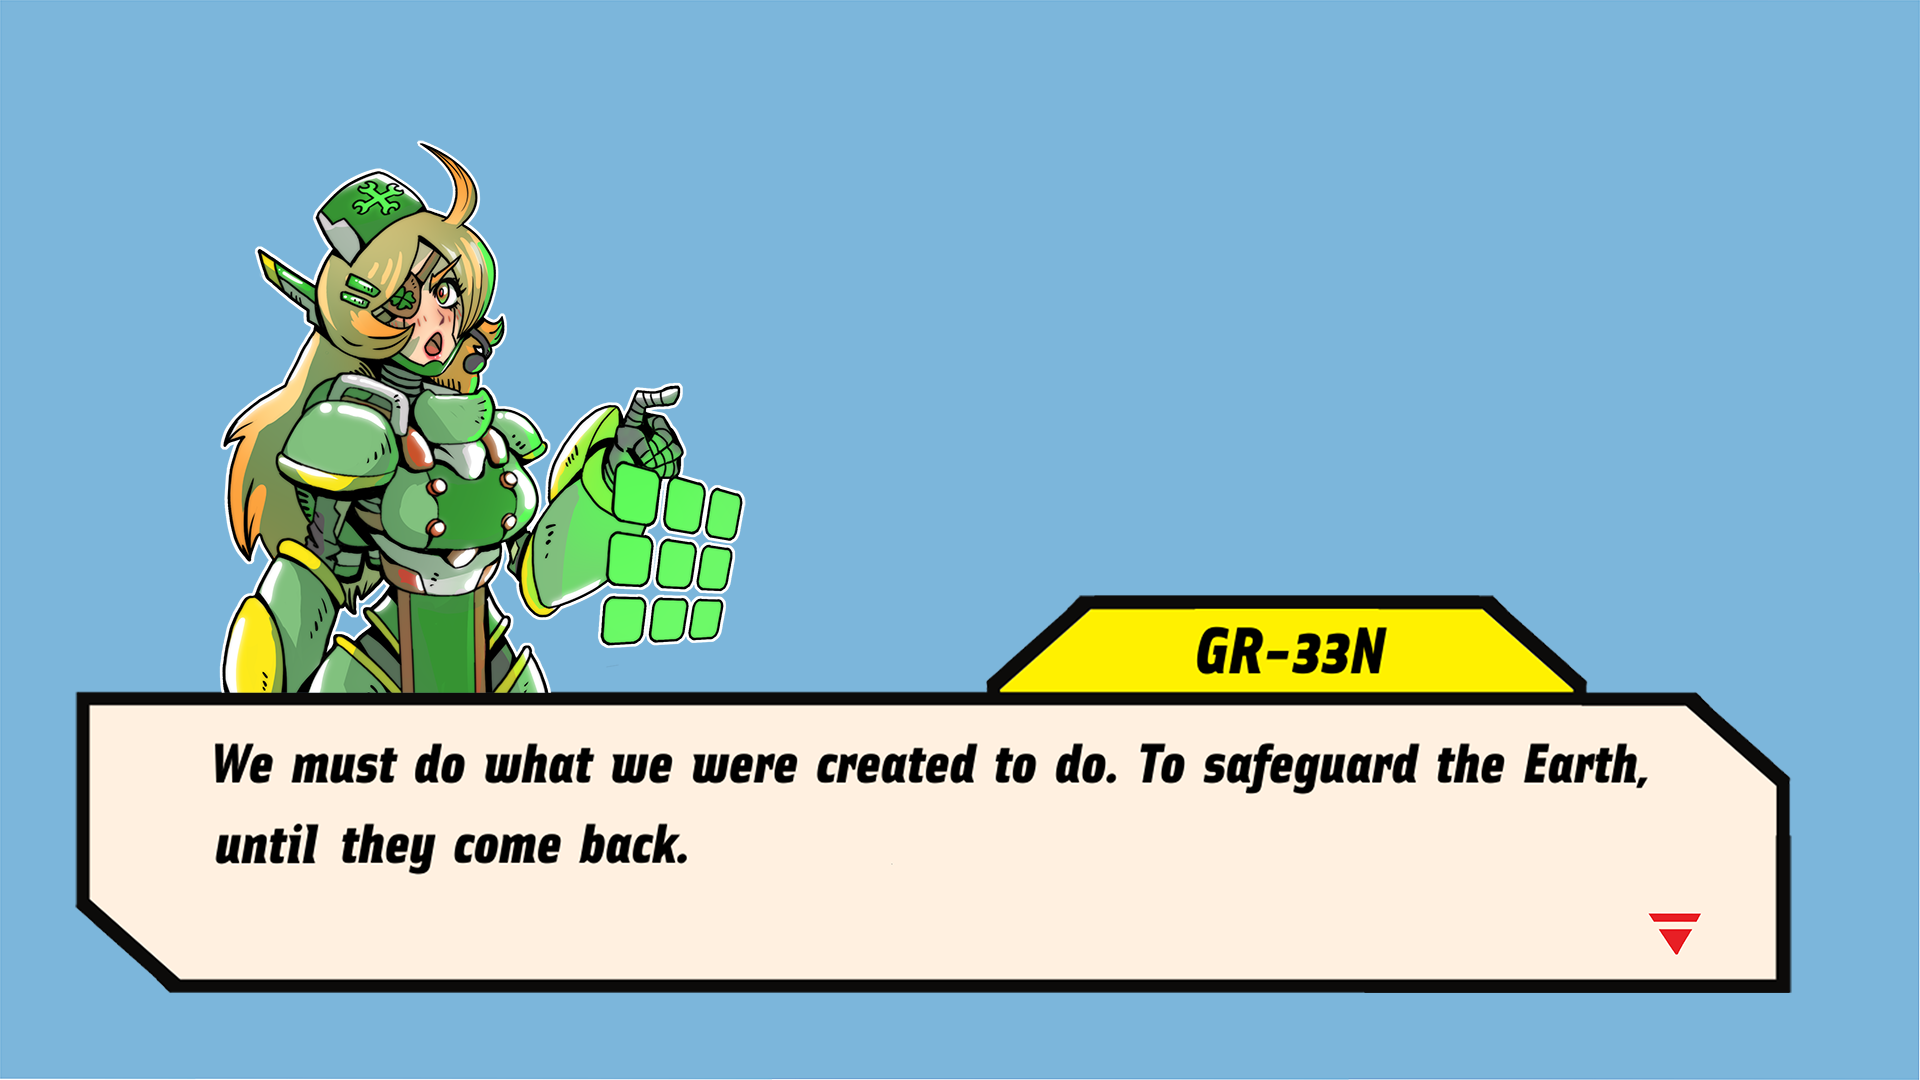 GR-33N
We must do what we were created to do. To safeguard the Earth,
until they come back.